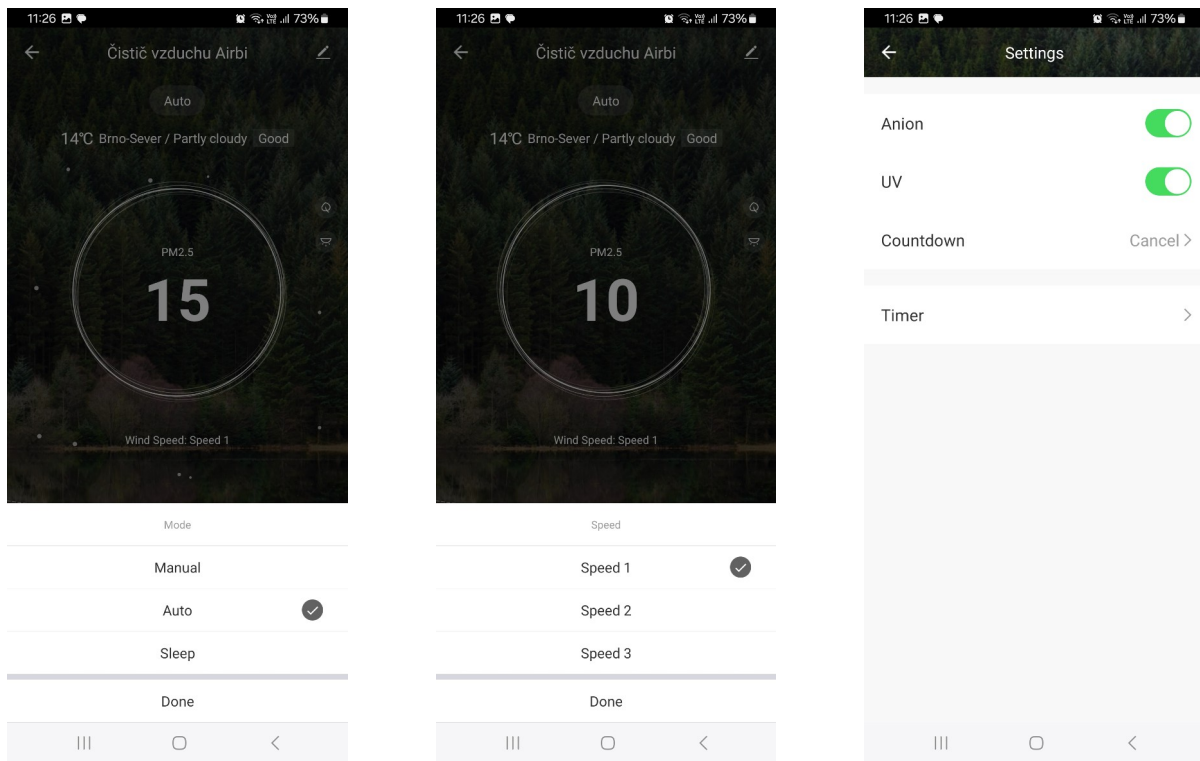 11:26 73%
Čistič vzduchu Airbi
Auto
14°C Brno-Sever / Partly cloudy Good
PM2.5
15
Wind Speed: Speed 1
Mode
Manual
Auto
Sleep
Done
11:26 73%
Čistič vzduchu Airbi
Auto
14°C Brno-Sever / Partly cloudy Good
PM2.5
10
Wind Speed: Speed 1
Speed
Speed 1
Speed 2
Speed 3
Done
11:26 73%
Settings
Anion
UV
Countdown Cancel
Timer